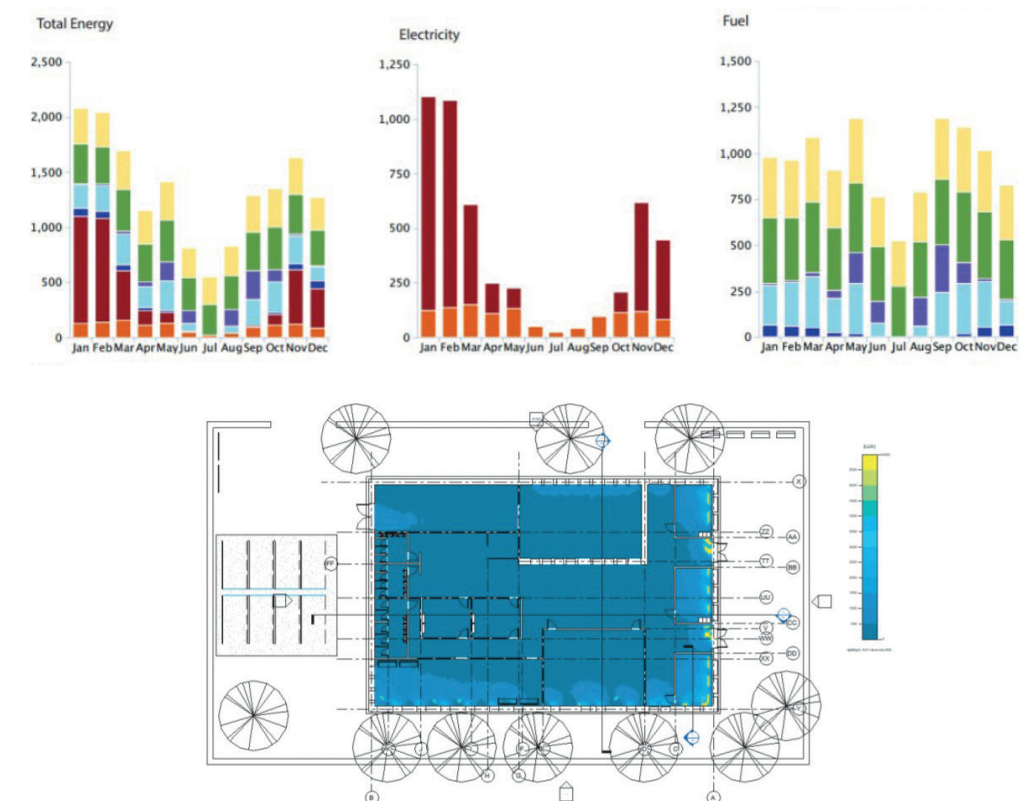 Total Energy
2,500
2,000
1,500
1,000
500
0
Jan Feb Mar Apr May Jun Jul Aug Sep Oct Nov Dec
Electricity
1,250
1,000
750
500
250
0
Jan Feb Mar Apr May Jun Jul Aug Sep Oct Nov Dec
Fuel
1,500
1,250
1,000
750
500
250
0
Jan Feb Mar Apr May Jun Jul Aug Sep Oct Nov Dec
X
ZZ
AA
TT
BB
FF
UU
CC
V
WW
DD
XX
H
B
A